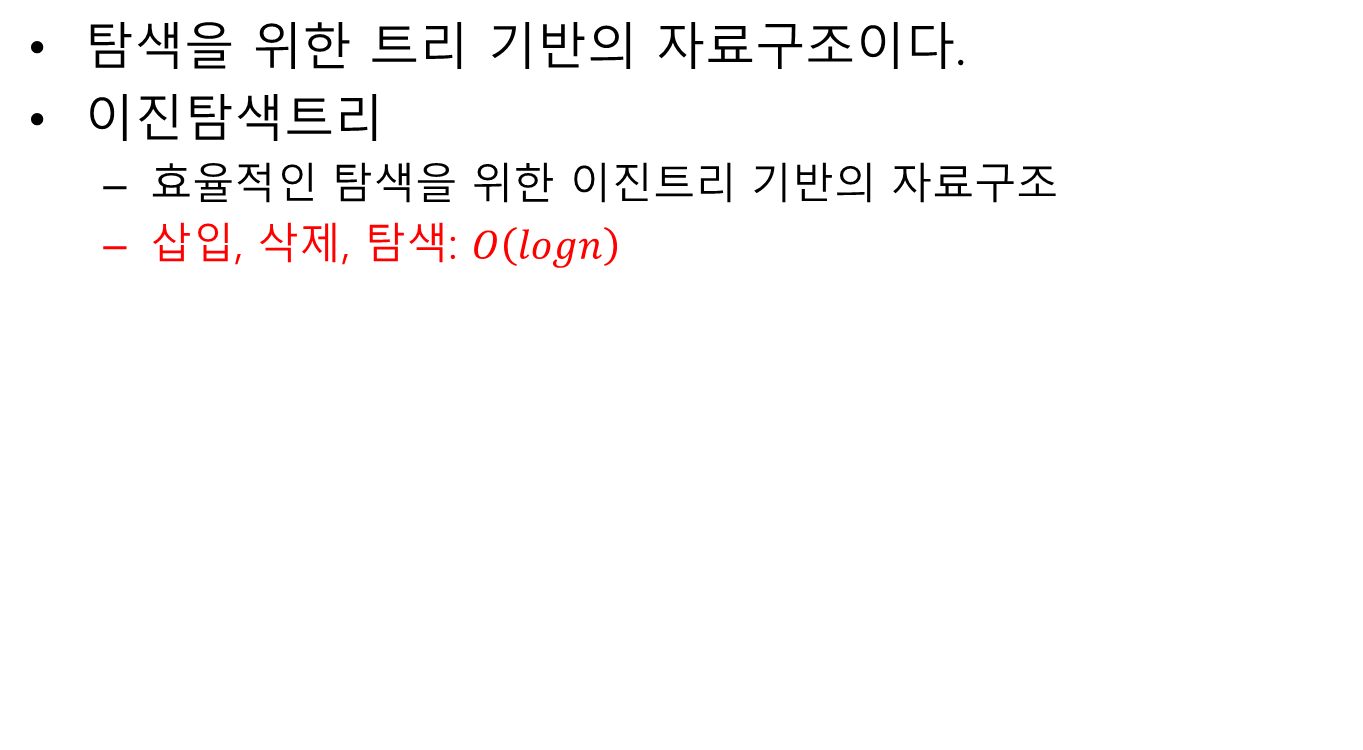 • 탐색을 위한 트리 기반의 자료구조이다.
• 이진탐색트리
– 효율적인 탐색을 위한 이진트리 기반의 자료구조
– 삽입, 삭제, 탐색: O(logn)